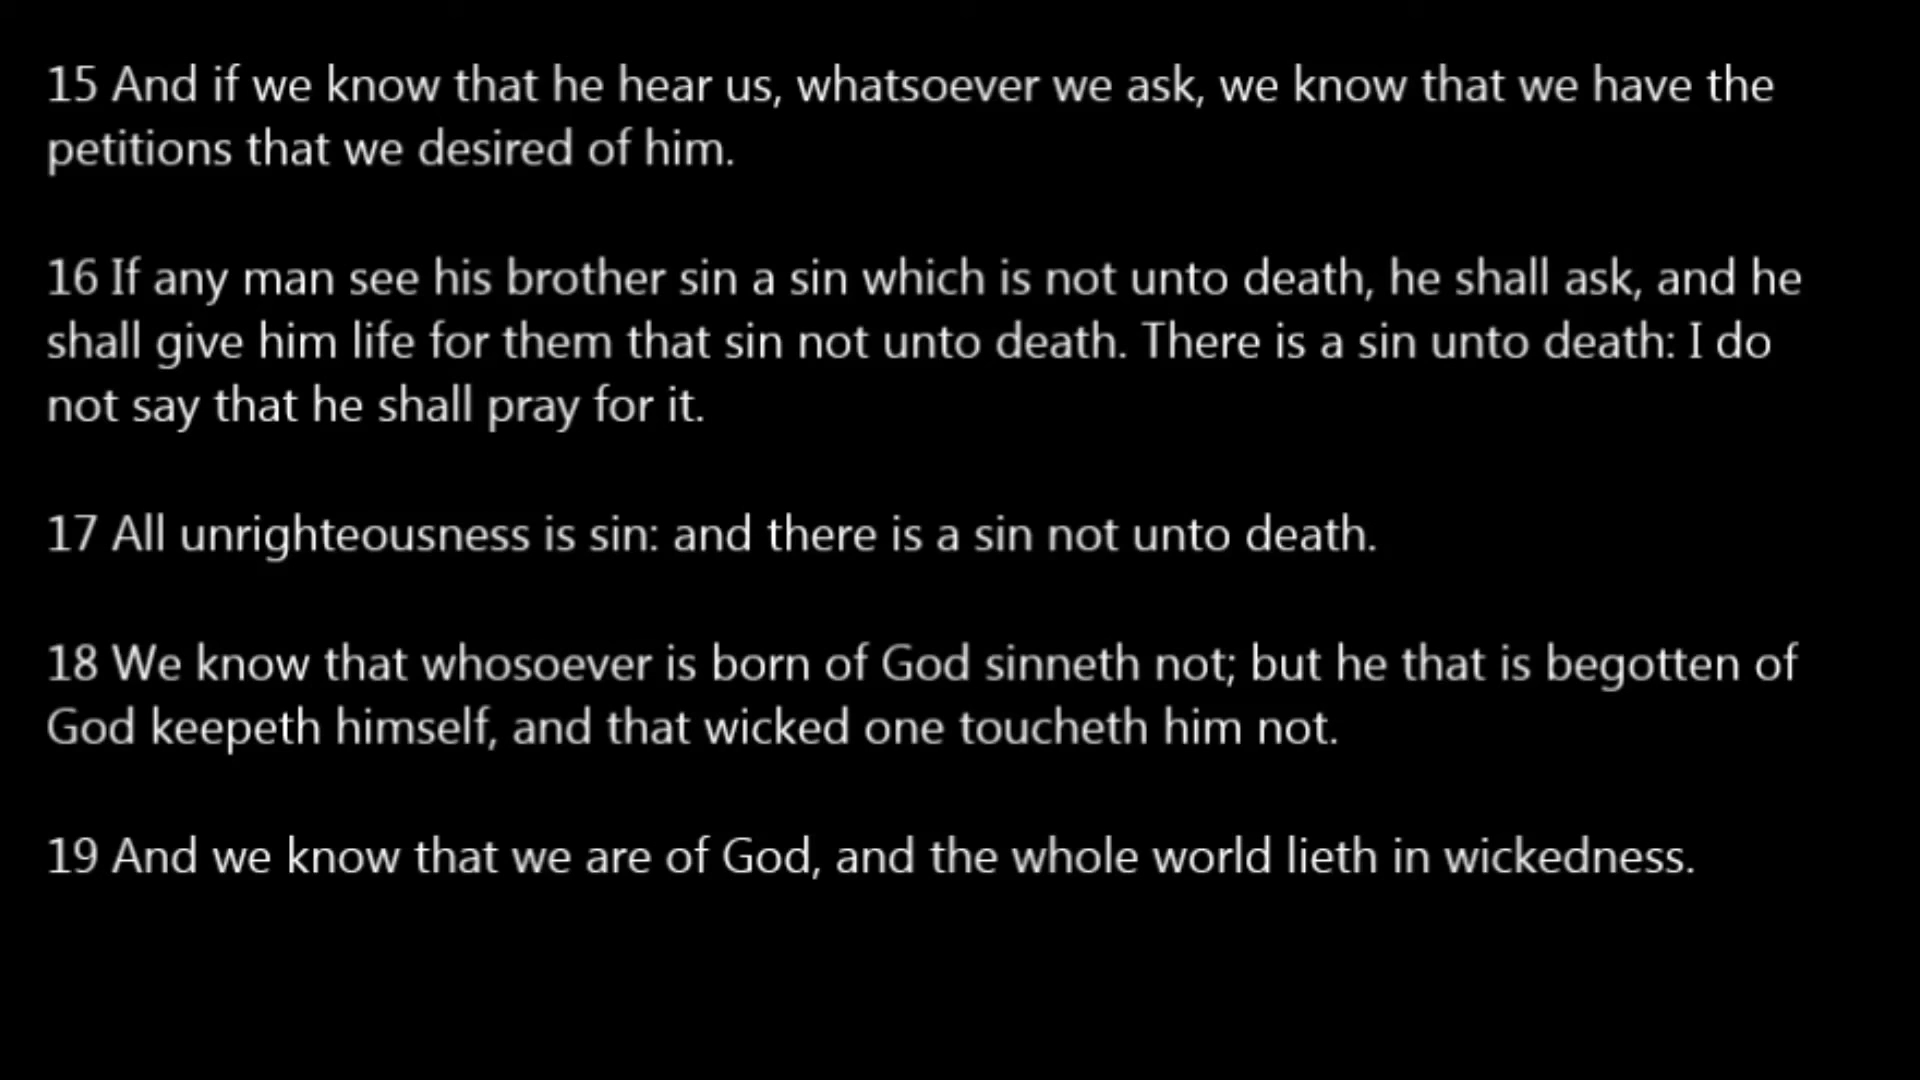 15 And if we know that he hear us, whatsoever we ask, we know that we have the
petitions that we desired of him.
16 If any man see his brother sin a sin which is not unto death, he shall ask, and he
shall give him life for them that sin not unto death. There is a sin unto death: I do
not say that he shall pray for it.
17 All unrighteousness is sin: and there is a sin not unto death.
18 We know that whosoever is born of God sinneth not; but he that is begotten of
God keepeth himself, and that wicked one toucheth him not.
19 And we know that we are of God, and the whole world lieth in wickedness.